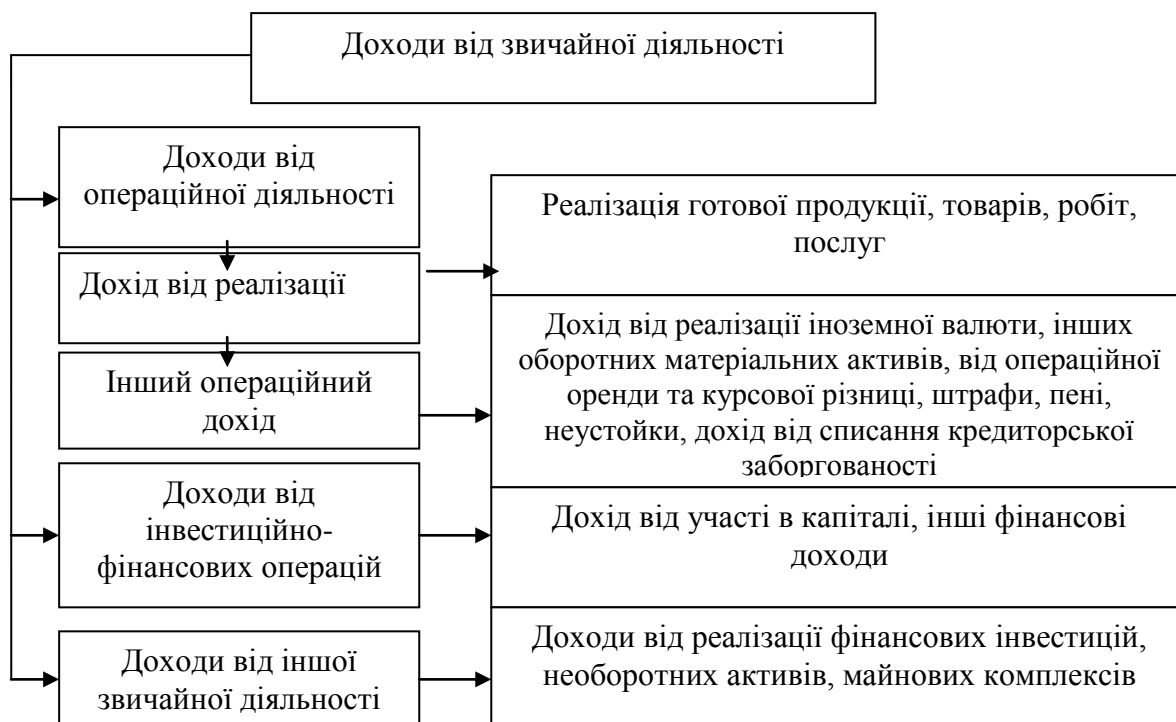 Доходи від звичайної діяльності
Доходи від
операційної діяльності
Реалізація готової продукції, товарів, робіт,
послуг
Дохід від реалізації
Інший операційний
дохід
Дохід від реалізації іноземної валюти, інших
оборотних матеріальних активів, від операційної
оренди та курсової різниці, штрафи, пені,
неустойки, дохід від списання кредиторської
заборгованості
Доходи від
інвестиційно-
фінансових операцій
Дохід від участі в капіталі, інші фінансові
доходи
Доходи від іншої
звичайної діяльності
Доходи від реалізації фінансових інвестицій,
необоротних активів, майнових комплексів